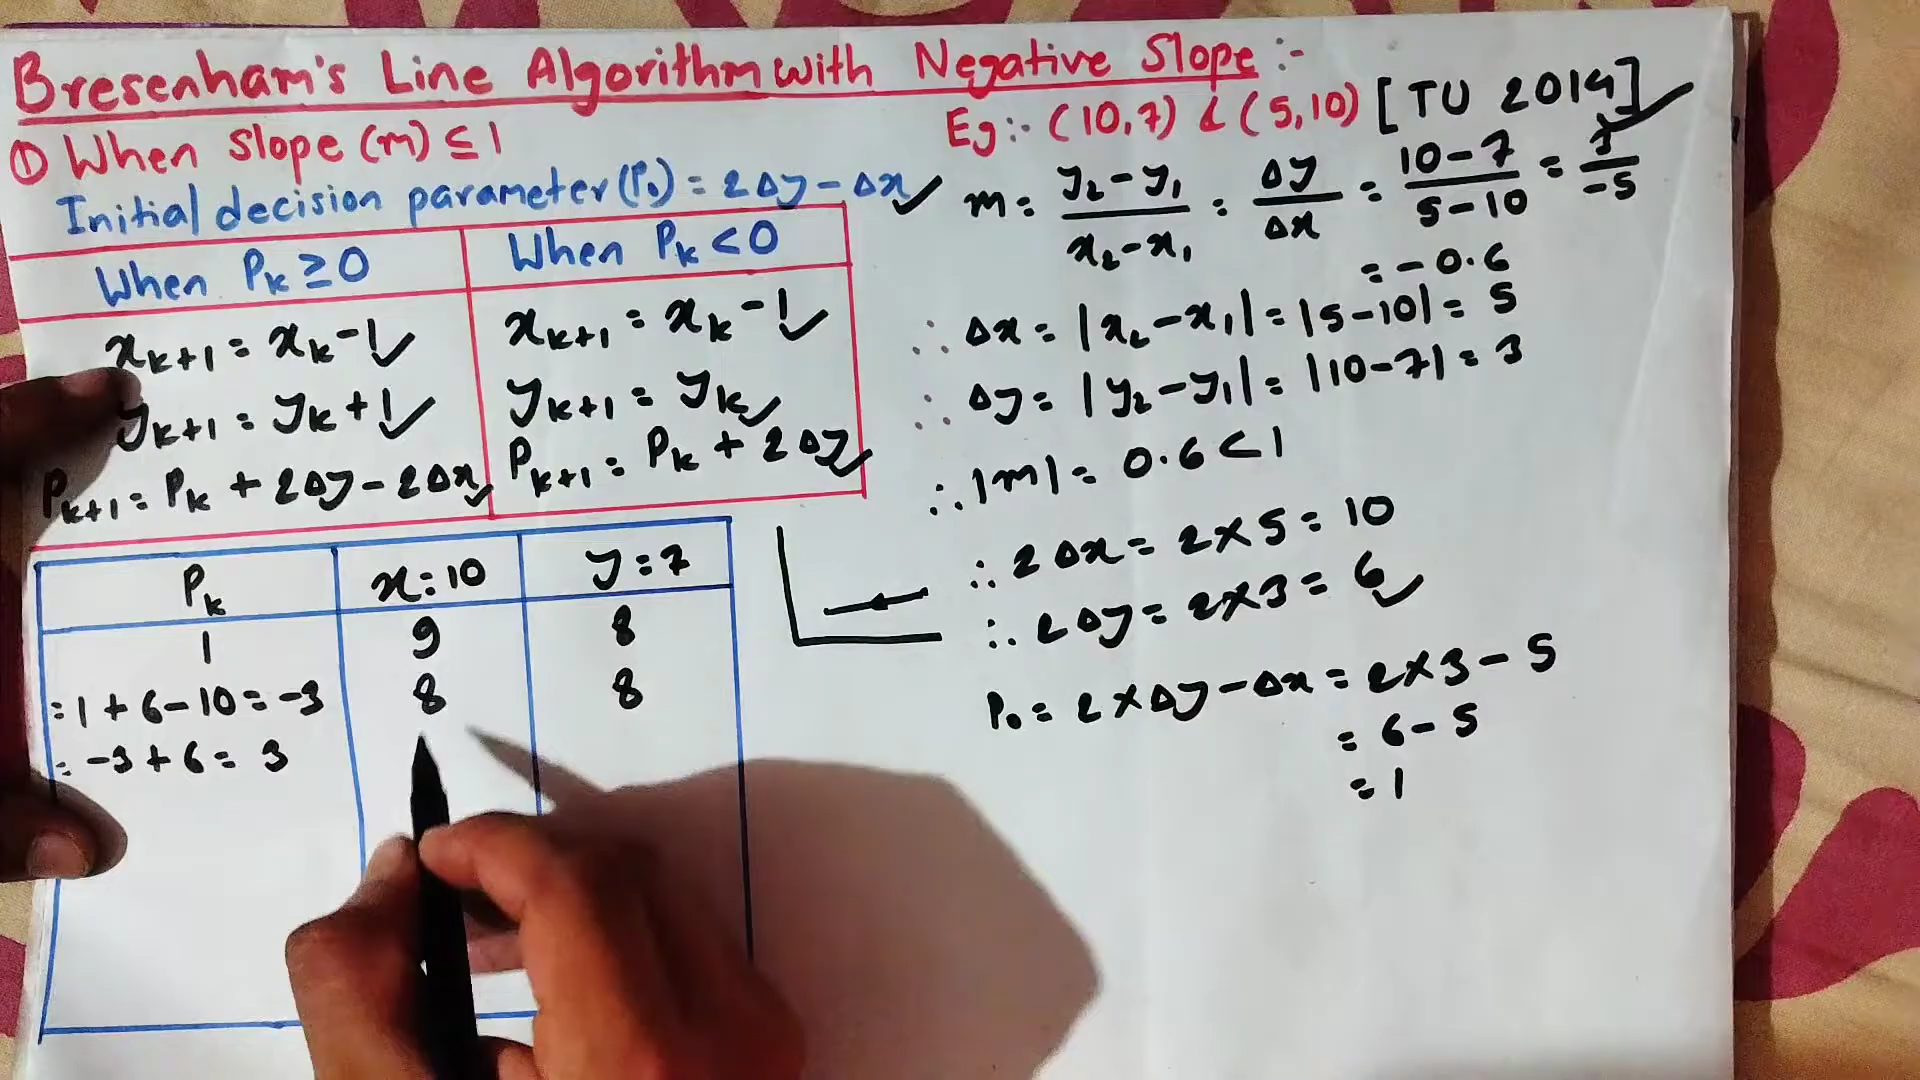 Bresenham's Line Algorithm with Negative Slope :-
① When Slope (m) ≤ 1
Initial decision parameter (P₀) = 2Δy - Δx ✓
When Pk ≥ 0
xk+1 = xk - 1 ✓
yk+1 = yk + 1 ✓
Pk+1 = Pk + 2Δy - 2Δx ✓
When Pk < 0
xk+1 = xk - 1 ✓
yk+1 = yk ✓
Pk+1 = Pk + 2Δy ✓
Pk x = 10 y = 7
1 9 8
= 1 + 6 - 10 = -3 8 8
= -3 + 6 = 3
Eg :- (10,7) & (5,10) [TU 2014] ✓
m = y₂ - y₁ / x₂ - x₁ = Δy / Δx = 10 - 7 / 5 - 10 = 3 / -5
= -0.6
∴ Δx = |x₂ - x₁| = |5 - 10| = 5
∴ Δy = |y₂ - y₁| = |10 - 7| = 3
∴ |m| = 0.6 < 1
∴ 2Δx = 2 × 5 = 10
∴ 2Δy = 2 × 3 = 6 ✓
P₀ = 2 × Δy - Δx = 2 × 3 - 5
= 6 - 5
= 1